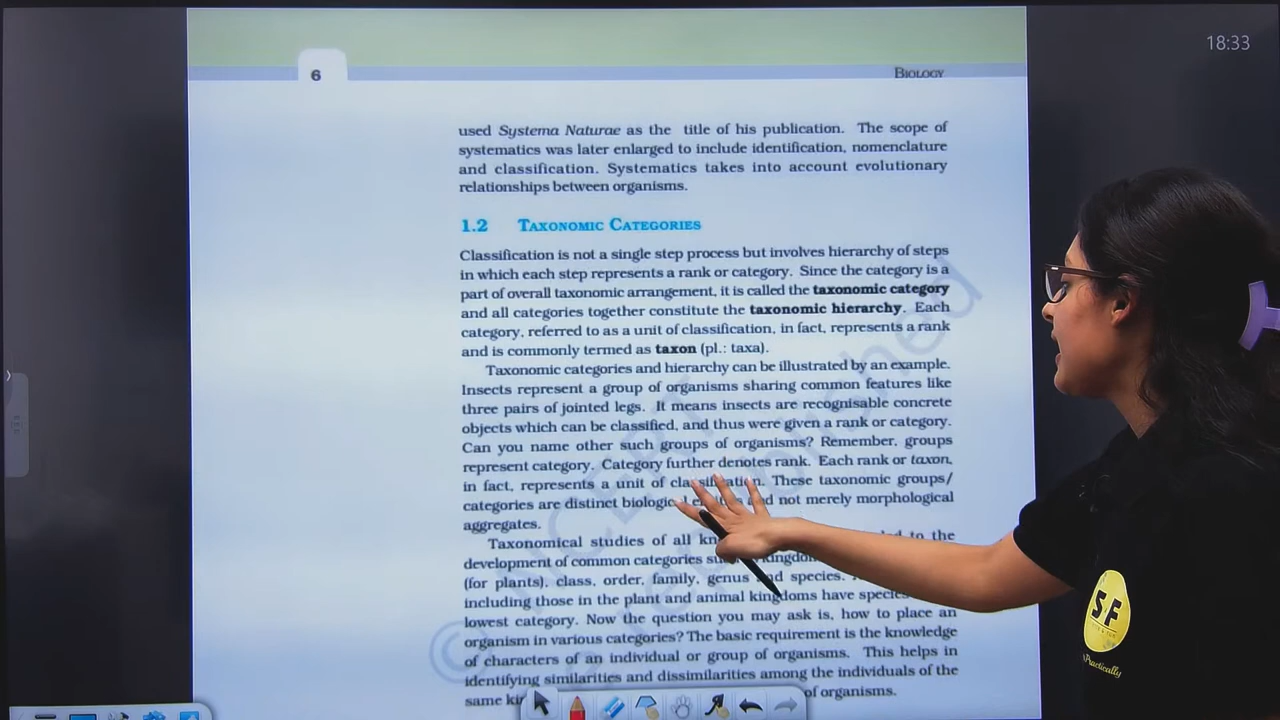 18:33
6
BIOLOGY
used Systema Naturae as the title of his publication. The scope of
systematics was later enlarged to include identification, nomenclature
and classification. Systematics takes into account evolutionary
relationships between organisms.
1.2 TAXONOMIC CATEGORIES
Classification is not a single step process but involves hierarchy of steps
in which each step represents a rank or category. Since the category is a
part of overall taxonomic arrangement, it is called the taxonomic category
and all categories together constitute the taxonomic hierarchy. Each
category, referred to as a unit of classification, in fact, represents a rank
and is commonly termed as taxon (pl.: taxa).
Taxonomic categories and hierarchy can be illustrated by an example.
Insects represent a group of organisms sharing common features like
three pairs of jointed legs. It means insects are recognisable concrete
objects which can be classified, and thus were given a rank or category.
Can you name other such groups of organisms? Remember, groups
represent category. Category further denotes rank. Each rank or taxon,
in fact, represents a unit of classification. These taxonomic groups/
categories are distinct and not merely morphological
aggregates.
Taxonomical studies of all to the
development of common categories
(for plants), class, order, family, genus and species.
including those in the plant and animal kingdoms have
lowest category. Now the question you may ask is, how to place an
organism in various categories? The basic requirement is the knowledge
of characters of an individual or group of organisms. This helps in
identifying similarities and dissimilarities among the individuals of the
same of organisms.
SF
Practically